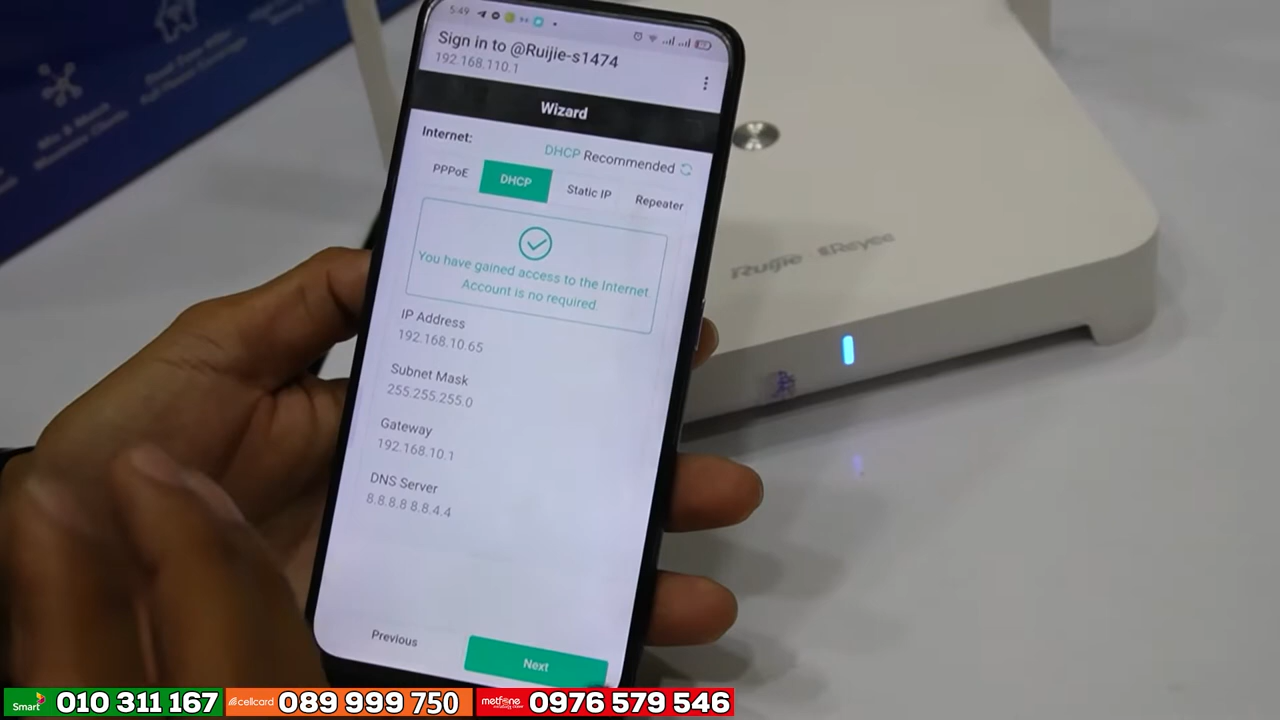 5:49
Sign in to @Ruijie-s1474
192.168.110.1
Wizard
Internet:
DHCP Recommended
PPPoE DHCP Static IP Repeater
You have gained access to the Internet.
Account is no required.
IP Address
192.168.10.65
Subnet Mask
255.255.255.0
Gateway
192.168.10.1
DNS Server
8.8.8.8 8.8.4.4
Previous Next
Ruijie Reyee
Smart 010 311 167 cellcard 089 999 750 metfone 0976 579 546